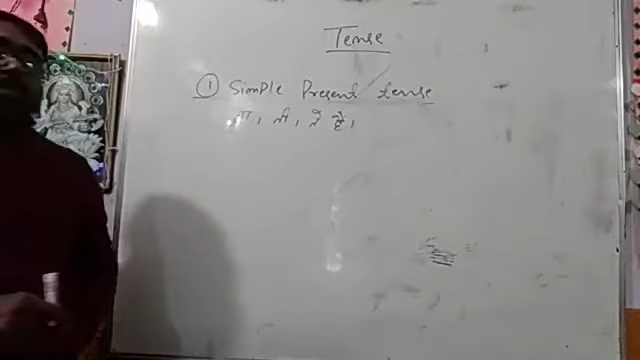 Tense
① Simple Present tense
ता, ती, ते है।